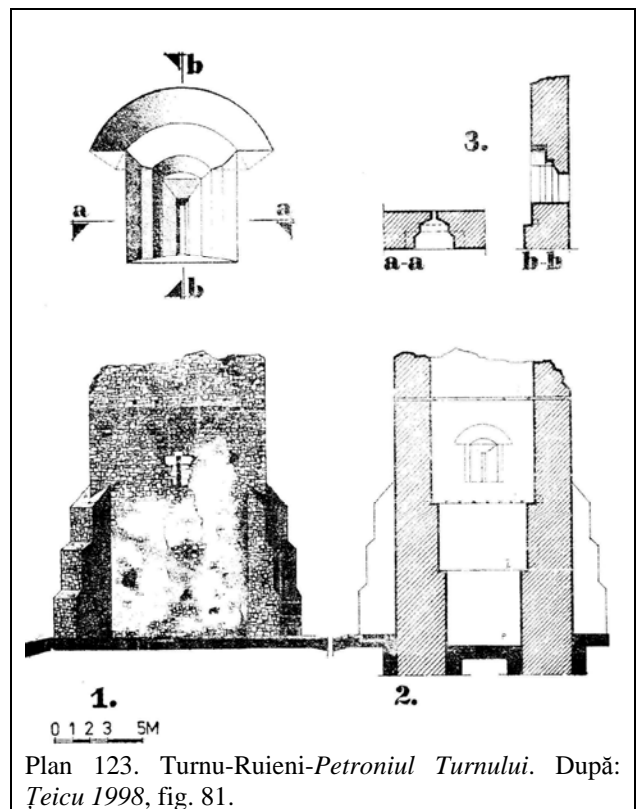 b
a a
b
3.
a-a b-b
1. 2.
0 1 2 3 5M
Plan 123. Turnu-Ruieni-Petroniul Turnului. După:
Țeicu 1998, fig. 81.